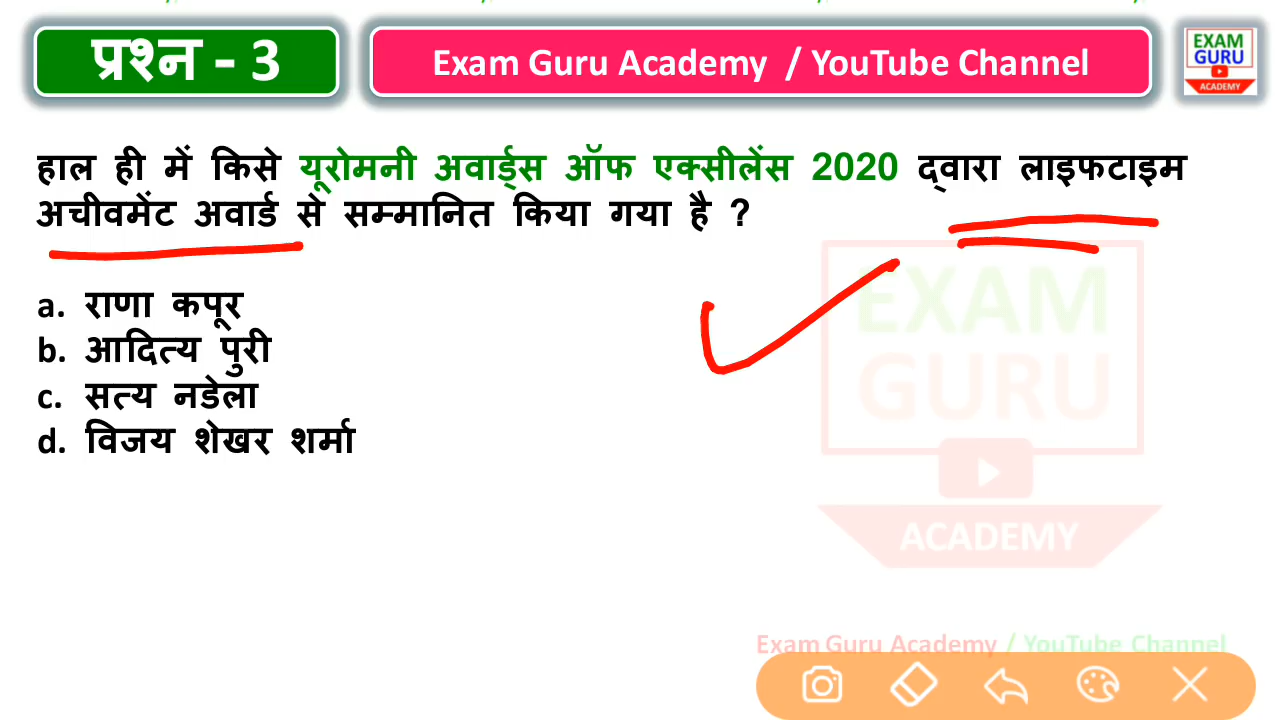 प्रश्न - 3
Exam Guru Academy / YouTube Channel
EXAM
GURU
ACADEMY
हाल ही में किसे यूरोमनी अवार्ड्स ऑफ एक्सीलेंस 2020 द्वारा लाइफटाइम
अचीवमेंट अवार्ड से सम्मानित किया गया है ?
a. राणा कपूर
b. आदित्य पुरी
c. सत्य नडेला
d. विजय शेखर शर्मा
EXAM
GURU
ACADEMY
Exam Guru Academy / YouTube Channel